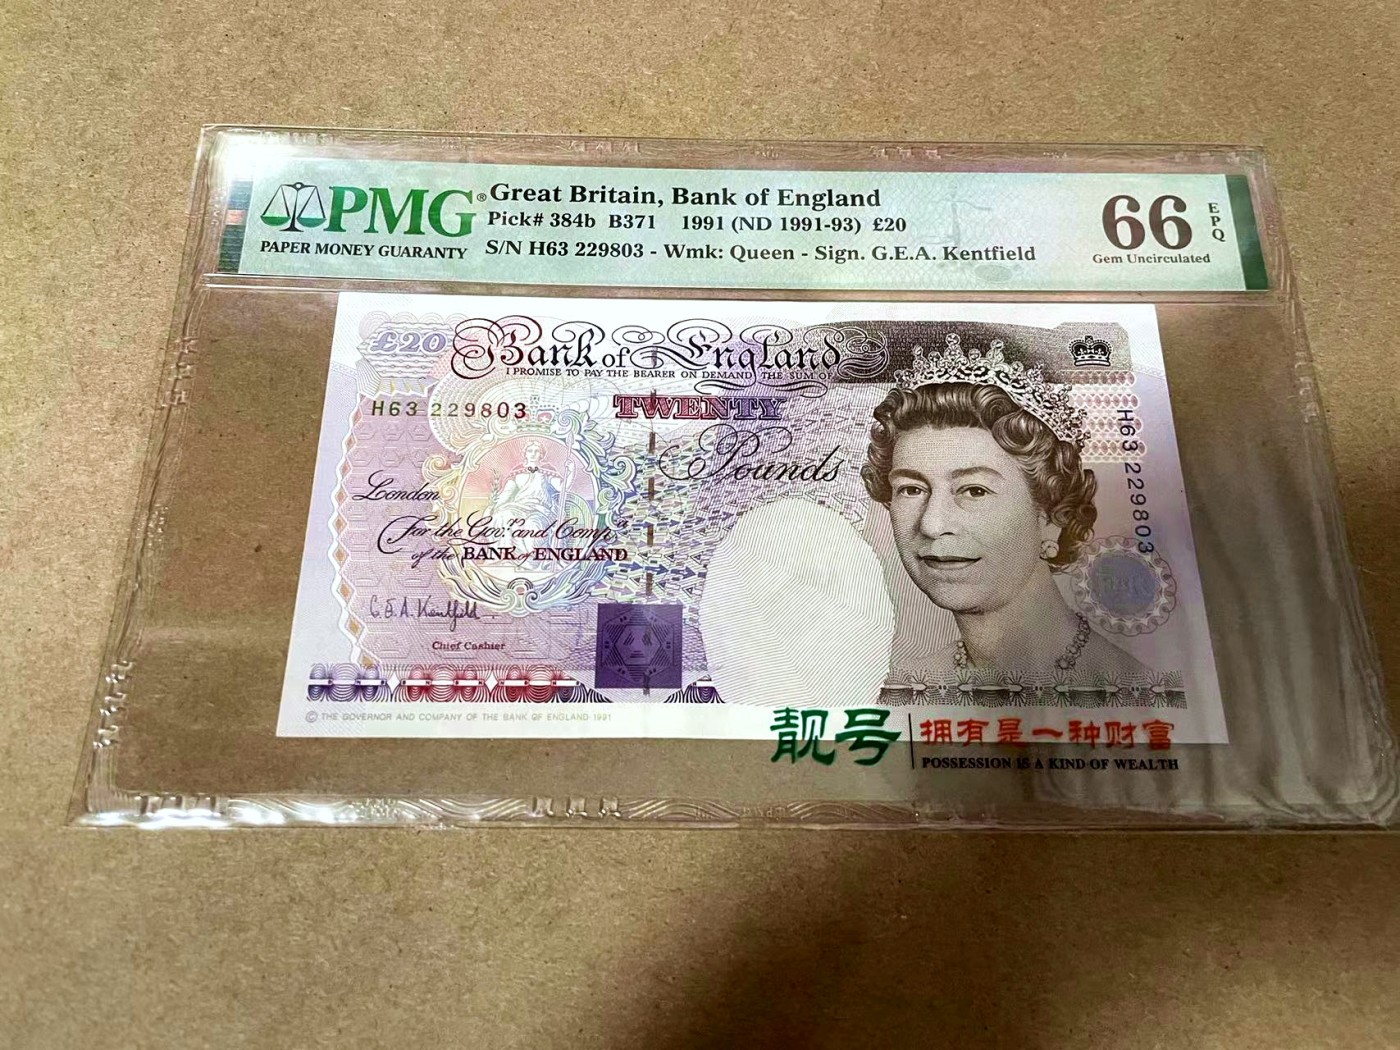 PMG®
PAPER MONEY GUARANTY
Great Britain, Bank of England
Pick# 384b B371 1991 (ND 1991-93) £20
S/N H63 229803 - Wmk: Queen - Sign. G.E.A. Kentfield
66
EPQ
Gem Uncirculated
£20
Bank of England
I PROMISE TO PAY THE BEARER ON DEMAND THE SUM OF
H63 229803
TWENTY
Pounds
H63 229803
London
For the Govr. and Compa.
of the BANK of ENGLAND
G E A Kentfield
Chief Cashier
© THE GOVERNOR AND COMPANY OF THE BANK OF ENGLAND 1991
靓号
拥有是一种财富
POSSESSION IS A KIND OF WEALTH